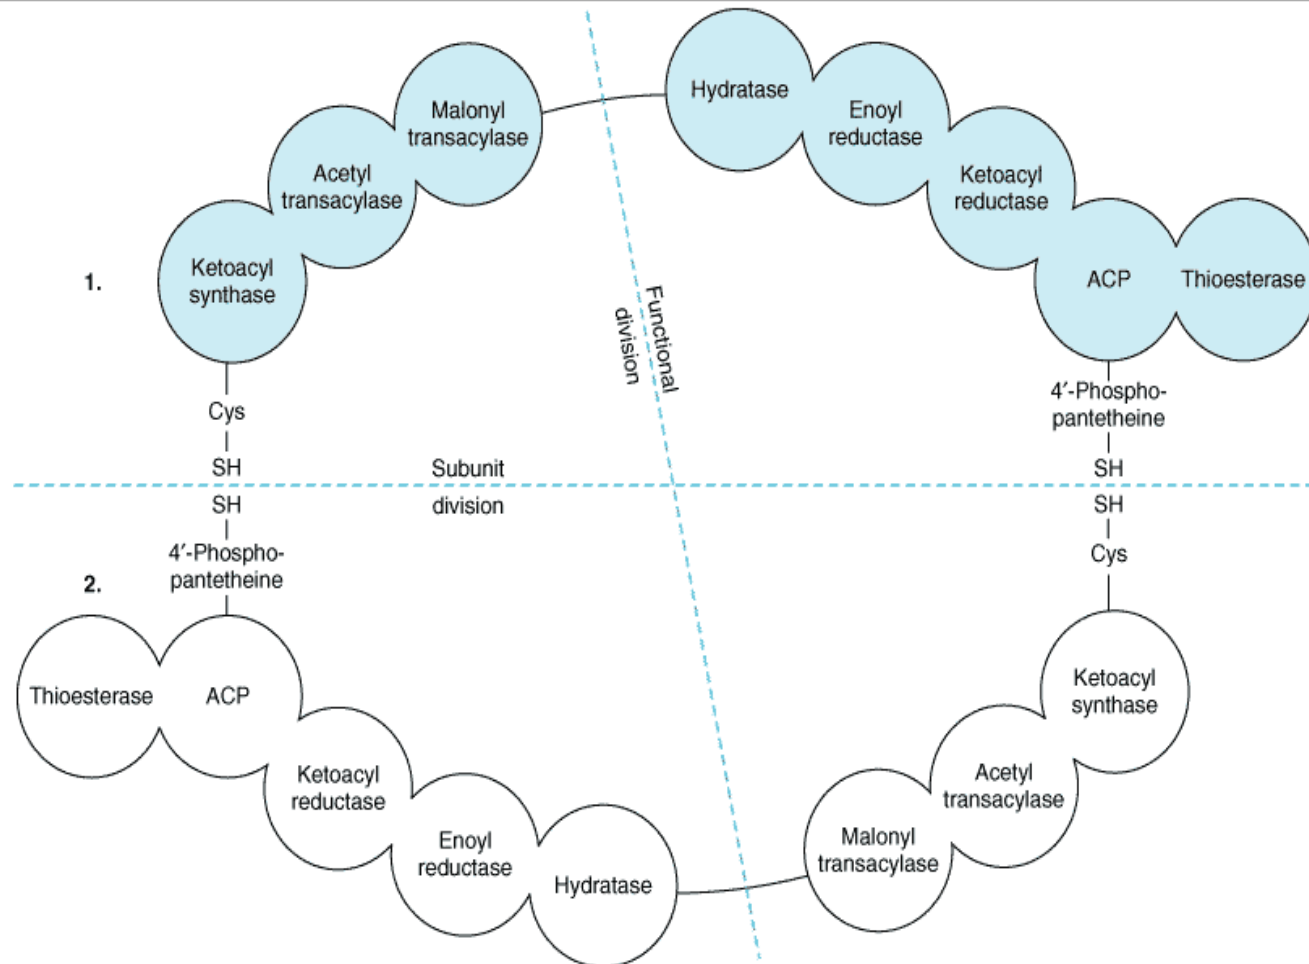 Malonyl
transacylase
Hydratase
Enoyl
reductase
Acetyl
transacylase
Ketoacyl
reductase
1.
Ketoacyl
synthase
ACP
Thioesterase
Functional
division
Cys
SH
4′-Phospho-
pantetheine
SH
Subunit
division
SH
4′-Phospho-
pantetheine
SH
Cys
2.
Thioesterase
ACP
Ketoacyl
synthase
Ketoacyl
reductase
Acetyl
transacylase
Enoyl
reductase
Hydratase
Malonyl
transacylase